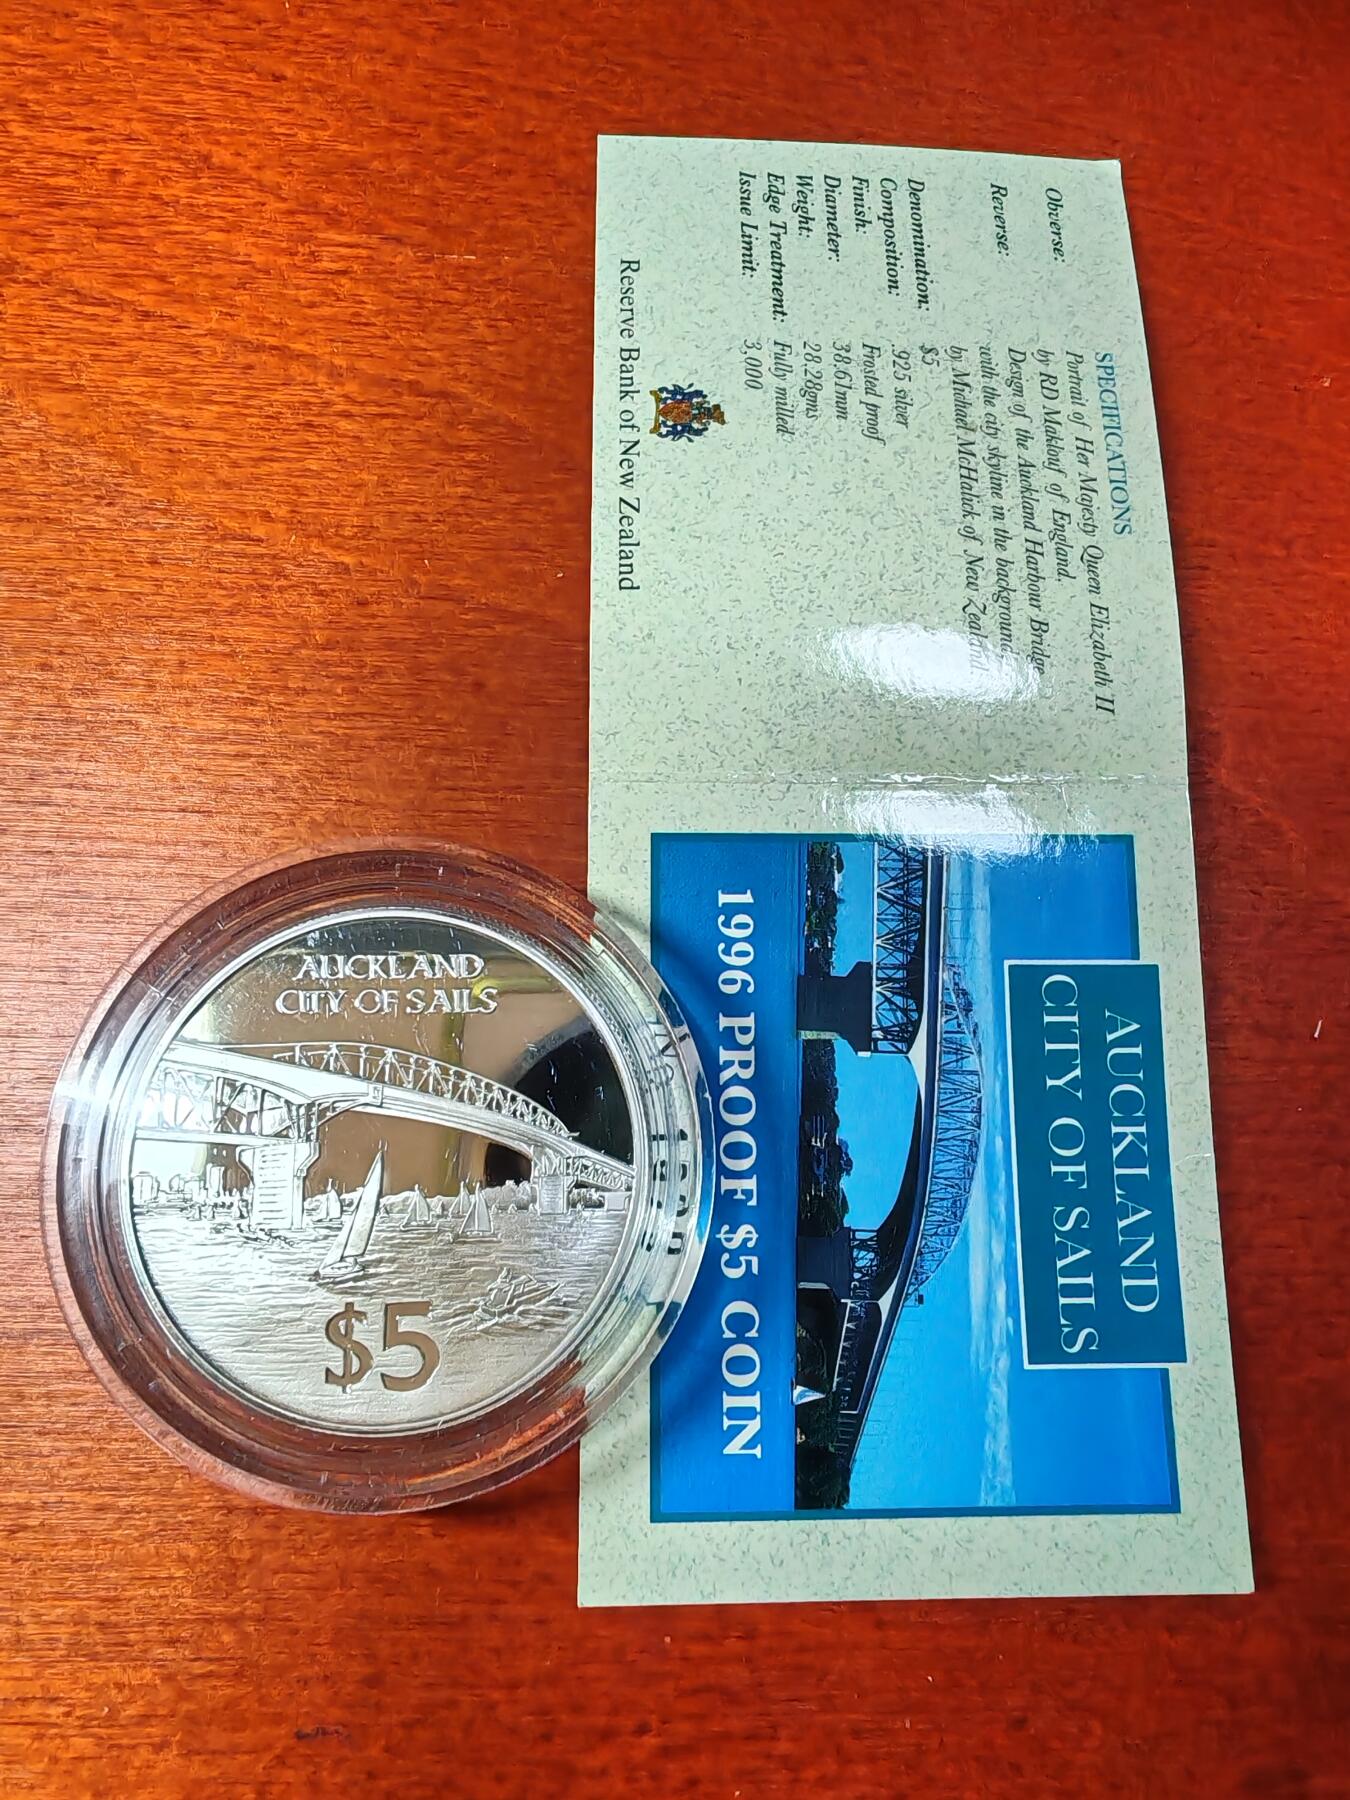 SPECIFICATIONS
Obverse: Portrait of Her Majesty Queen Elizabeth II
by RD Maklouf of England.
Reverse: Design of the Auckland Harbour Bridge
with the city skyline in the background
by Michael McHalick of New Zealand.
Denomination: $5
Composition: .925 silver
Finish: Frosted proof
Diameter: 38.61mm
Weight: 28.28gms
Edge Treatment: Fully milled
Issue Limit: 3,000
Reserve Bank of New Zealand
AUCKLAND
CITY OF SAILS
1996 PROOF $5 COIN
AUCKLAND
CITY OF SAILS
$5